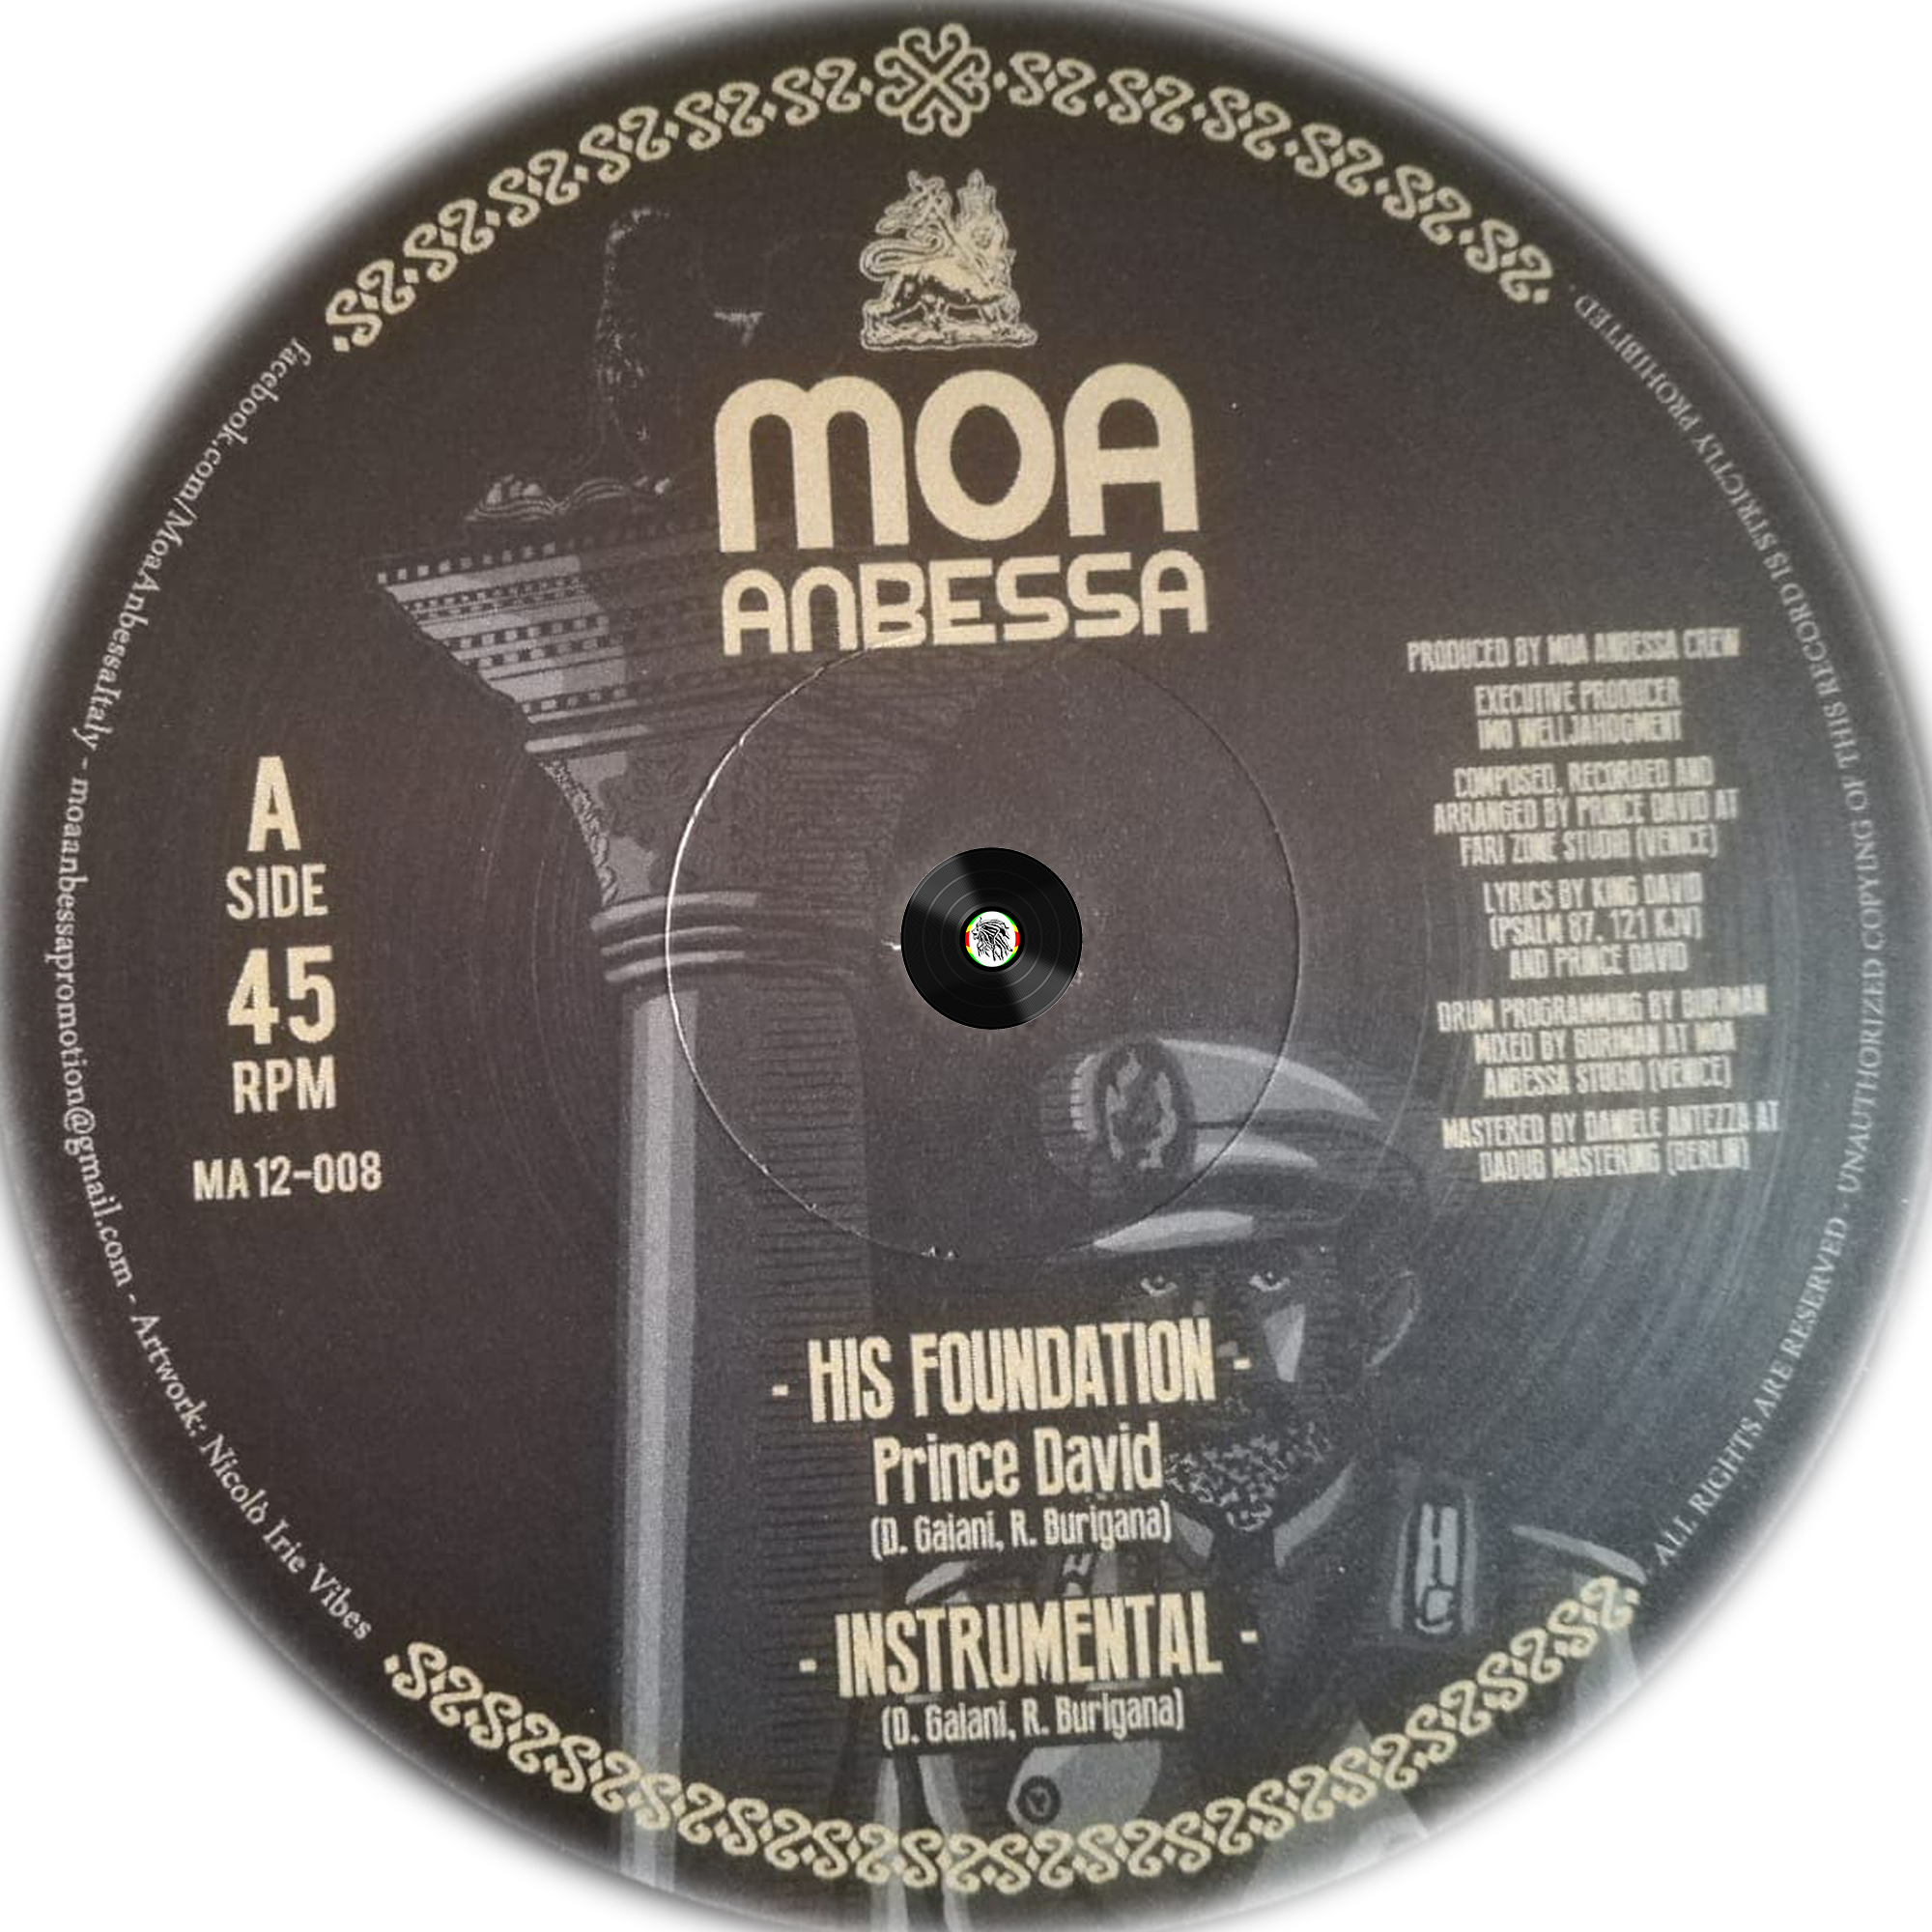 MOA
ANBESSA
A
SIDE
45
RPM
MA 12-008
PRODUCED BY MOA ANBESSA CREW
EXECUTIVE PRODUCER
IMO WELLJAHDGMENT
COMPOSED, RECORDED AND
ARRANGED BY PRINCE DAVID AT
FARI ZONE STUDIO (VENICE)
LYRICS BY KING DAVID
(PSALM 87, 121 KJV)
AND PRINCE DAVID
DRUM PROGRAMMING BY BURIMAN
MIXED BY BURIMAN AT MOA
ANBESSA STUDIO (VENICE)
MASTERED BY DANIELE ANTEZZA AT
DADUB MASTERING (BERLIN)
- HIS FOUNDATION -
Prince David
(D. Gaiani, R. Burigana)
- INSTRUMENTAL -
(D. Gaiani, R. Burigana)
facebook.com/MoaAnbessaItaly - moaanbessapromotion@gmail.com - Artwork: Nicolò Irie Vibes
ALL RIGHTS ARE RESERVED · UNAUTHORIZED COPYING OF THIS RECORD IS STRICTLY PROHIBITED ·